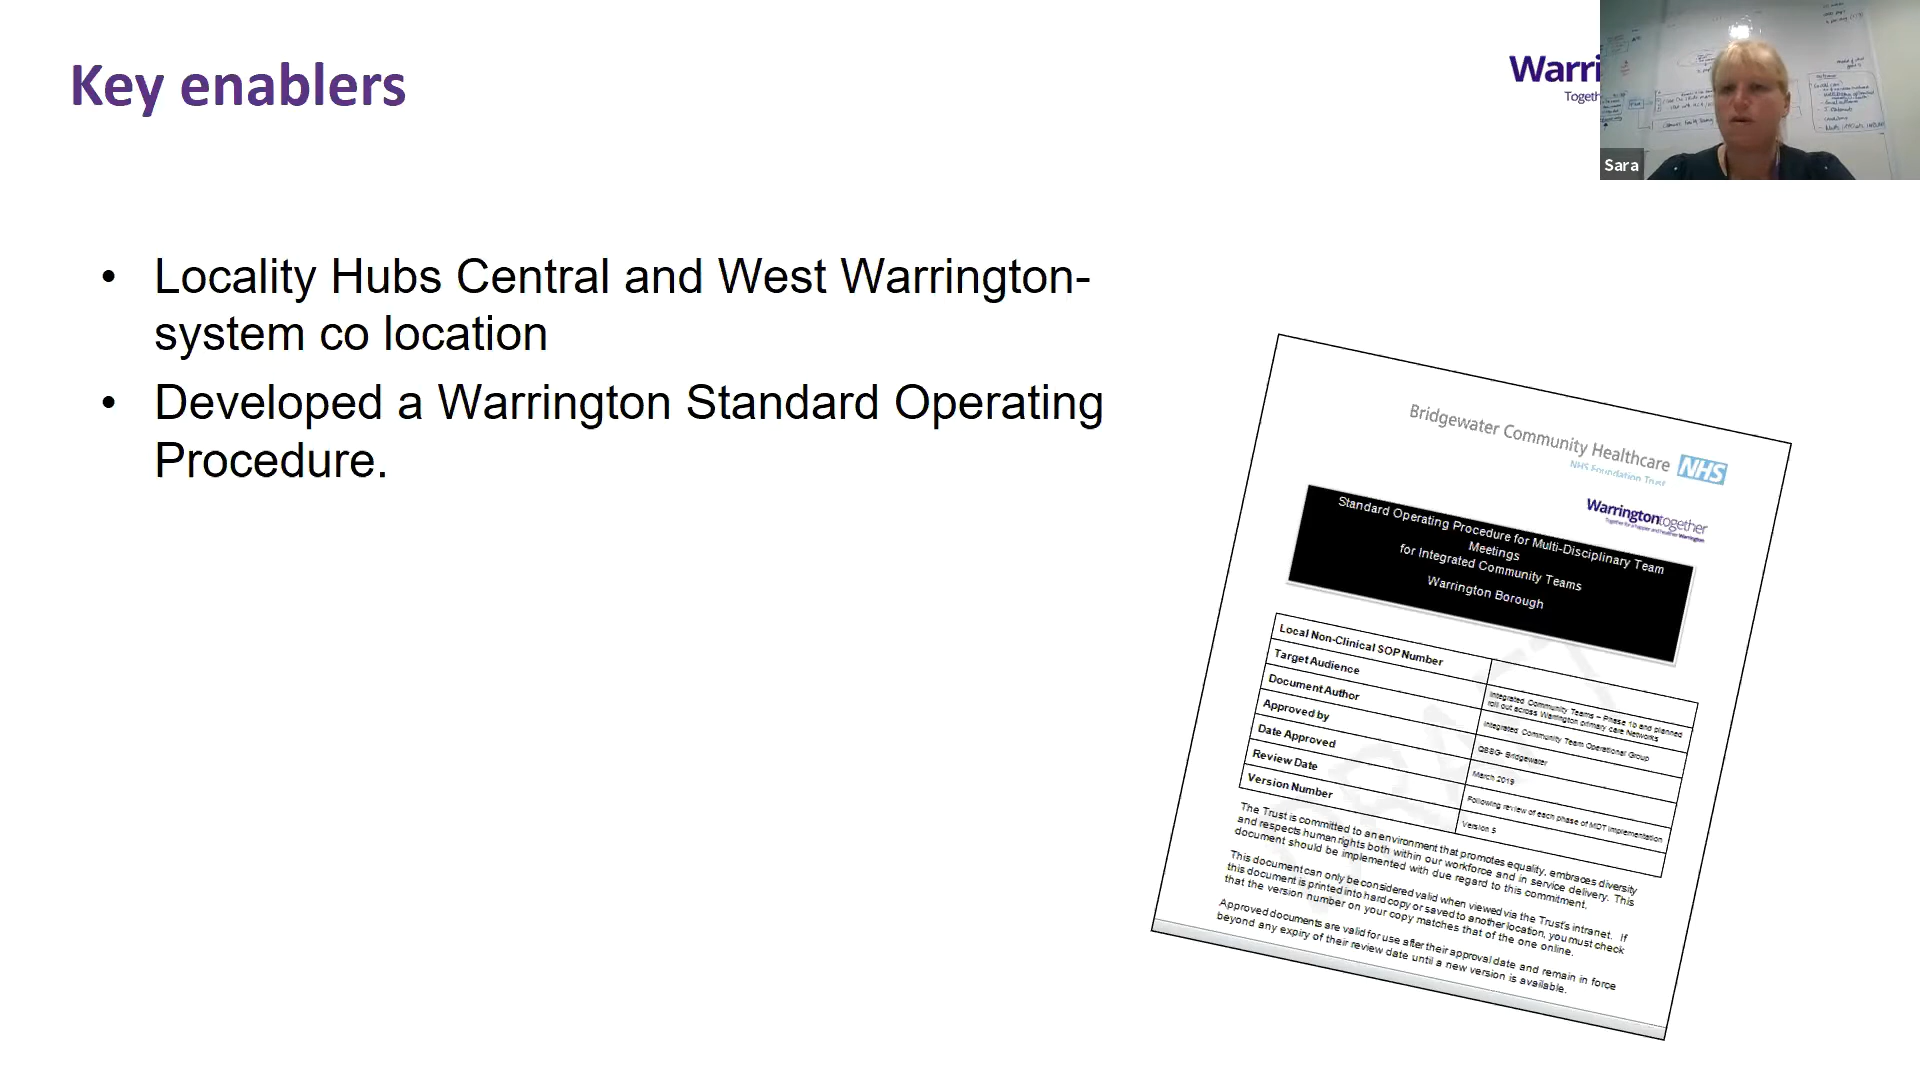 Key enablers
Warri
Togeth
Sara
• Locality Hubs Central and West Warrington-
system co location
• Developed a Warrington Standard Operating
Procedure.
Bridgewater Community Healthcare NHS
NHS Foundation Trust
Warringtontogether
Together for a happier and healthier Warrington
Standard Operating Procedure for Multi-Disciplinary Team
Meetings
for Integrated Community Teams
Warrington Borough
Local Non-Clinical SOP Number
Target Audience
Integrated Community Teams – Phase 1b and planned
roll out across Warrington primary care Networks
Document Author
Integrated Community Team Operational Group
Approved by
QSSG- Bridgewater
Date Approved
March 2019
Review Date
Following review of each phase of MDT implementation
Version Number
Version 5
DRAFT
The Trust is committed to an environment that promotes equality, embraces diversity
and respects human rights both within our workforce and in service delivery. This
document should be implemented with due regard to this commitment.
This document can only be considered valid when viewed via the Trust's intranet. If
this document is printed into hard copy or saved to another location, you must check
that the version number on your copy matches that of the one online.
Approved documents are valid for use after their approval date and remain in force
beyond any expiry of their review date until a new version is available.